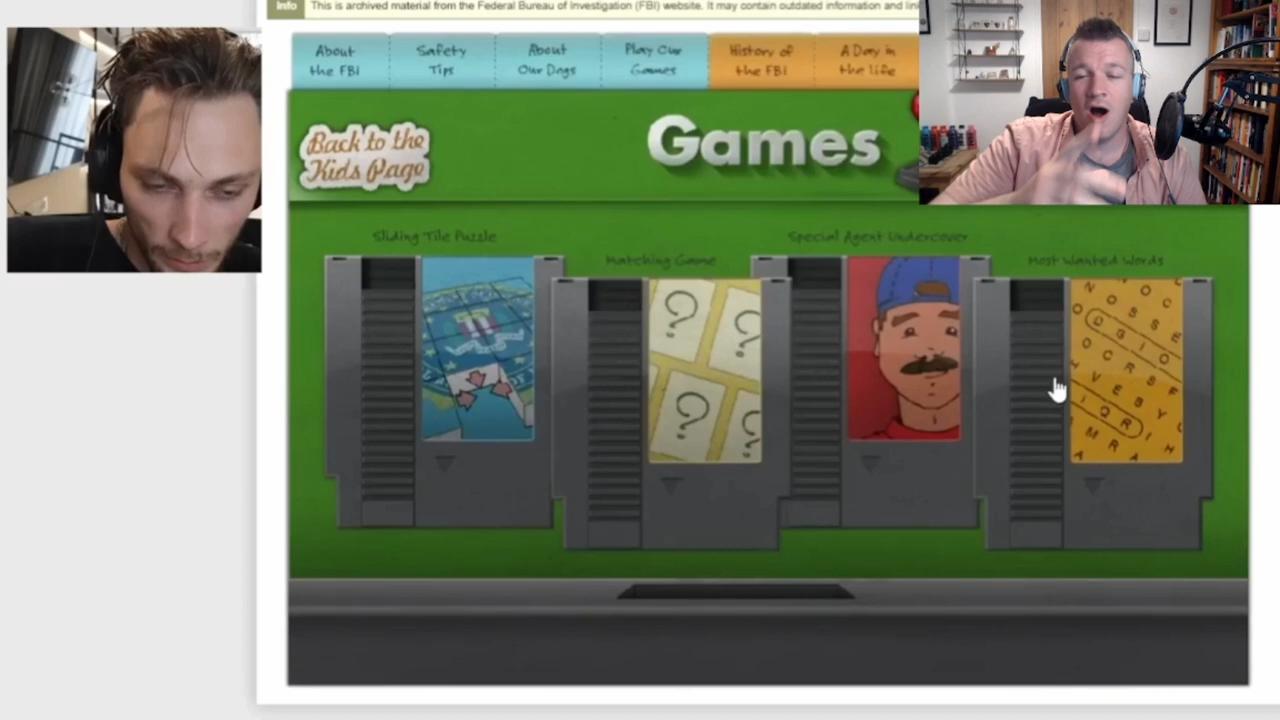 Info This is archived material from the Federal Bureau of Investigation (FBI) website. It may contain outdated information and
About the FBI
Safety Tips
About Our Dogs
Play Our Games
History of the FBI
A Day in the life
Back to the
Kids Page
Games
Sliding Tile Puzzle
Matching Game
Special Agent Undercover
Most Wanted Words